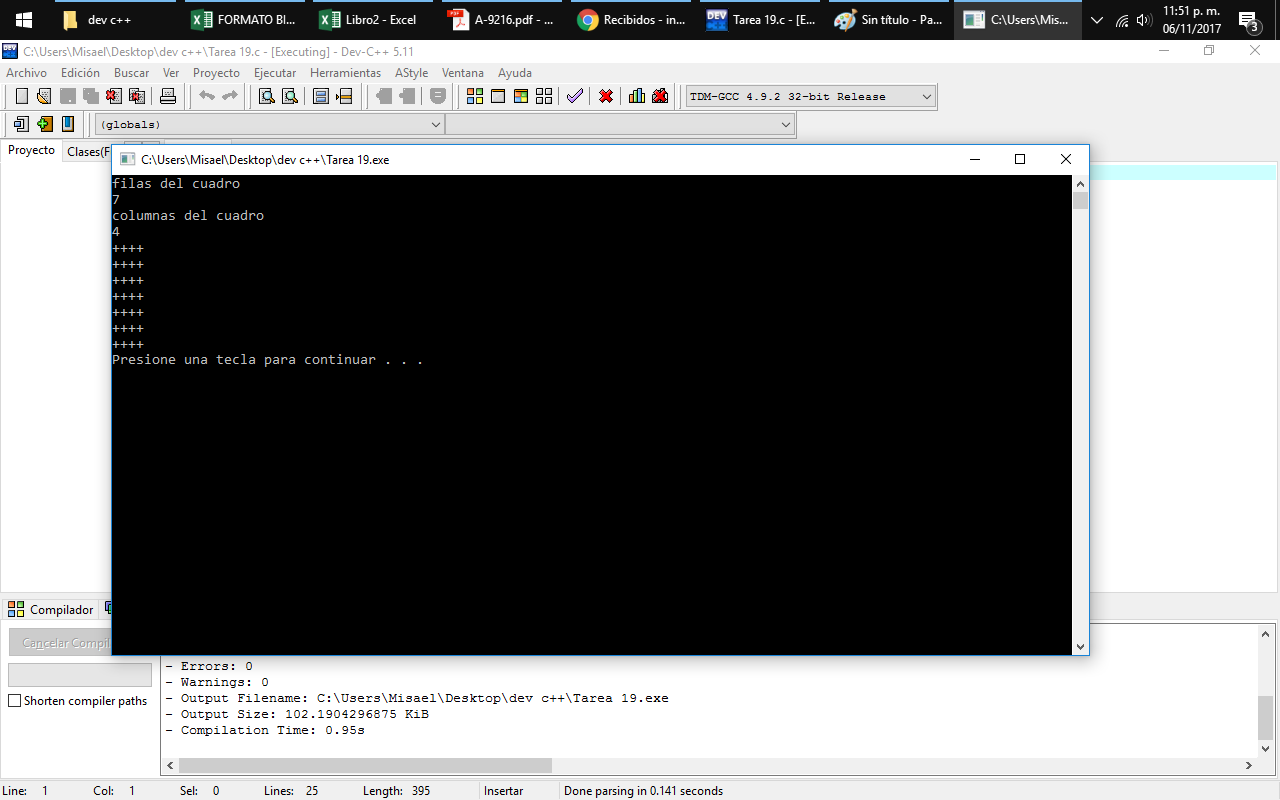 dev c++
FORMATO BI...
Libro2 - Excel
A-9216.pdf - ...
Recibidos - in...
Tarea 19.c - [E...
Sin título - Pa...
C:\Users\Mis...
11:51 p. m.
06/11/2017
3
C:\Users\Misael\Desktop\dev c++\Tarea 19.c - [Executing] - Dev-C++ 5.11
Archivo Edición Buscar Ver Proyecto Ejecutar Herramientas AStyle Ventana Ayuda
TDM-GCC 4.9.2 32-bit Release
(globals)
Proyecto Clases(F
C:\Users\Misael\Desktop\dev c++\Tarea 19.exe
filas del cuadro
7
columnas del cuadro
4
++++
++++
++++
++++
++++
++++
++++
Presione una tecla para continuar . . .
Compilador
Cancelar Compil
Shorten compiler paths
- Errors: 0
- Warnings: 0
- Output Filename: C:\Users\Misael\Desktop\dev c++\Tarea 19.exe
- Output Size: 102.1904296875 KiB
- Compilation Time: 0.95s
Line: 1 Col: 1 Sel: 0 Lines: 25 Length: 395 Insertar Done parsing in 0.141 seconds